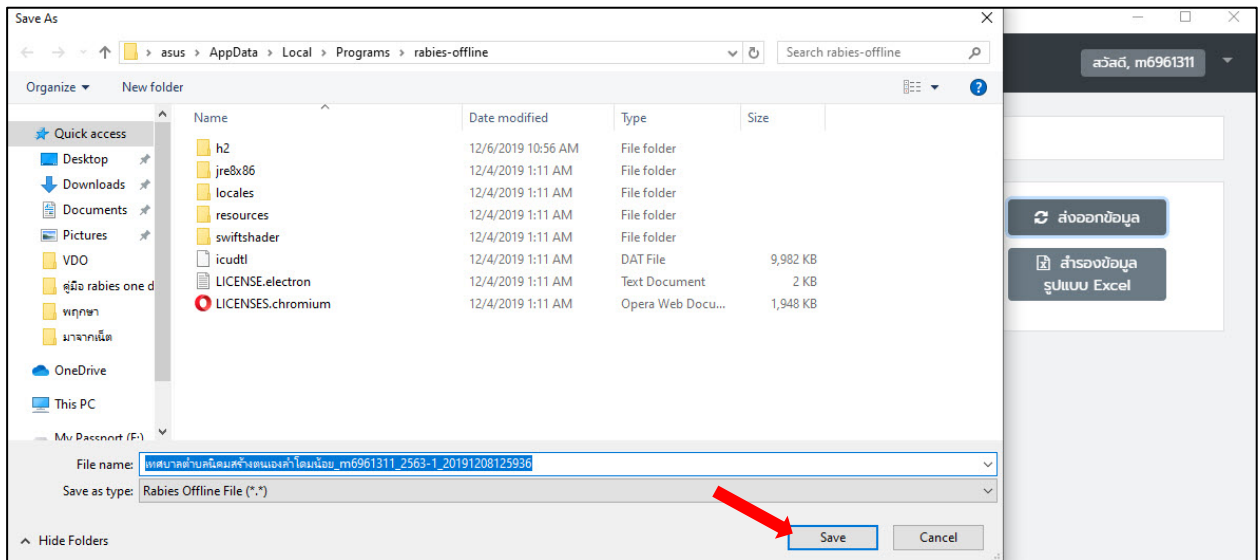 Save As
asus > AppData > Local > Programs > rabies-offline
Search rabies-offline
สวัสดี, m6961311
Organize
New folder
Name Date modified Type Size
Quick access
Desktop
Downloads
Documents
Pictures
VDO
คู่มือ rabies one d
พฤกษา
มาจากเน็ต
OneDrive
This PC
My Passport (F:)
h2 12/6/2019 10:56 AM File folder
jre8x86 12/4/2019 1:11 AM File folder
locales 12/4/2019 1:11 AM File folder
resources 12/4/2019 1:11 AM File folder
swiftshader 12/4/2019 1:11 AM File folder
icudtl 12/4/2019 1:11 AM DAT File 9,982 KB
LICENSE.electron 12/4/2019 1:11 AM Text Document 2 KB
LICENSES.chromium 12/4/2019 1:11 AM Opera Web Docu... 1,948 KB
ส่งออกข้อมูล
สำรองข้อมูล
รูปแบบ Excel
File name: เทศบาลตำบลนิคมสร้างตนเองลำโดมน้อย_m6961311_2563-1_20191208125936
Save as type: Rabies Offline File (*.*)
Hide Folders
Save
Cancel